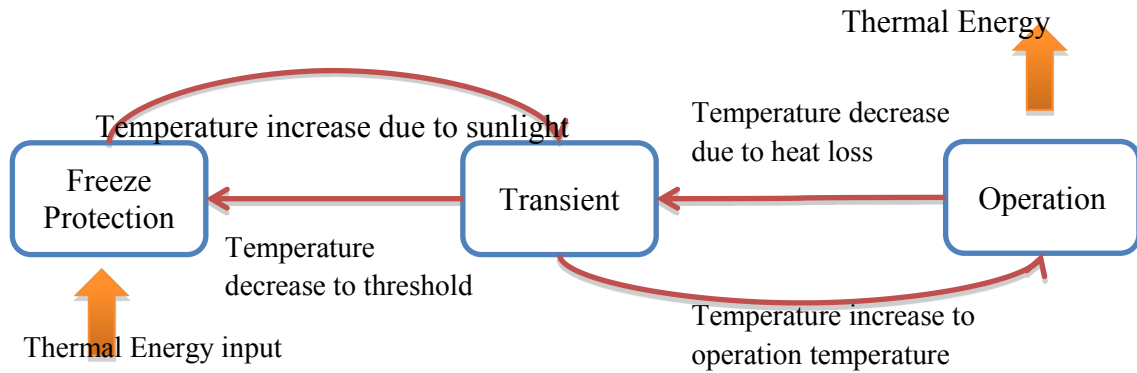 Thermal Energy
Temperature increase due to sunlight
Temperature decrease
due to heat loss
Freeze
Protection
Transient
Operation
Temperature
decrease to threshold
Temperature increase to
operation temperature
Thermal Energy input